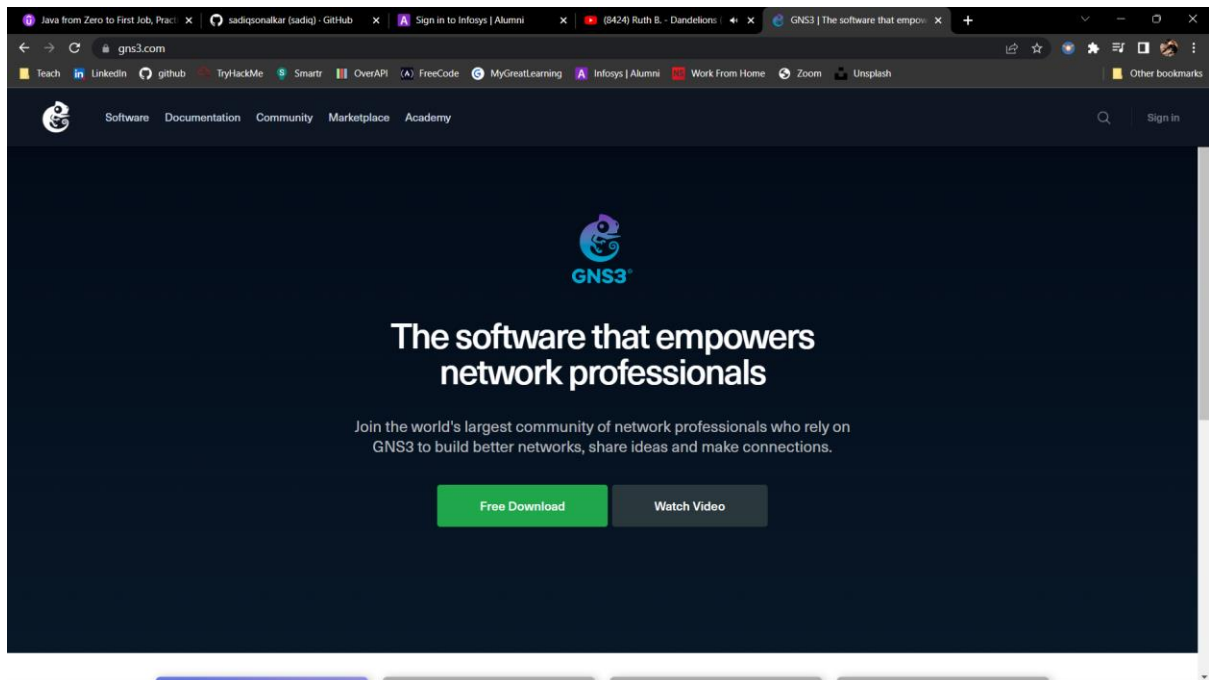 Java from Zero to First Job, Practi
sadiqsonalkar (sadiq) · GitHub
Sign in to Infosys | Alumni
(8424) Ruth B. - Dandelions (
GNS3 | The software that empow
gns3.com
Teach
LinkedIn
github
TryHackMe
Smartr
OverAPI
FreeCode
MyGreatLearning
Infosys | Alumni
Work From Home
Zoom
Unsplash
Other bookmarks
Software
Documentation
Community
Marketplace
Academy
Sign in
GNS3®
The software that empowers
network professionals
Join the world's largest community of network professionals who rely on
GNS3 to build better networks, share ideas and make connections.
Free Download
Watch Video